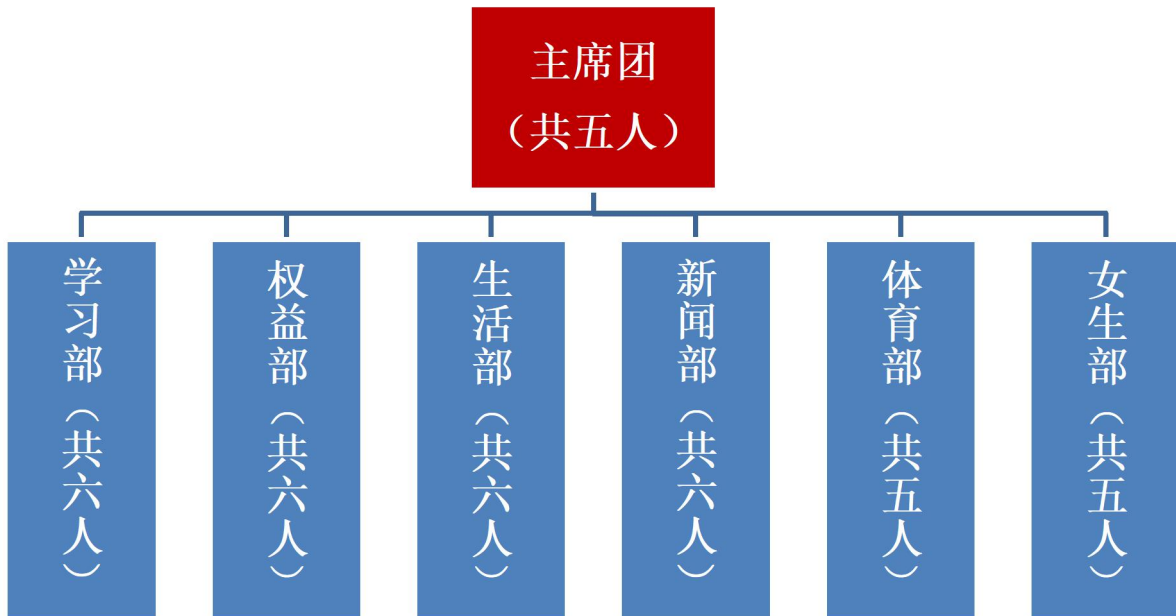 主席团
（共五人）
学习部（共六人）
权益部（共六人）
生活部（共六人）
新闻部（共六人）
体育部（共五人）
女生部（共五人）